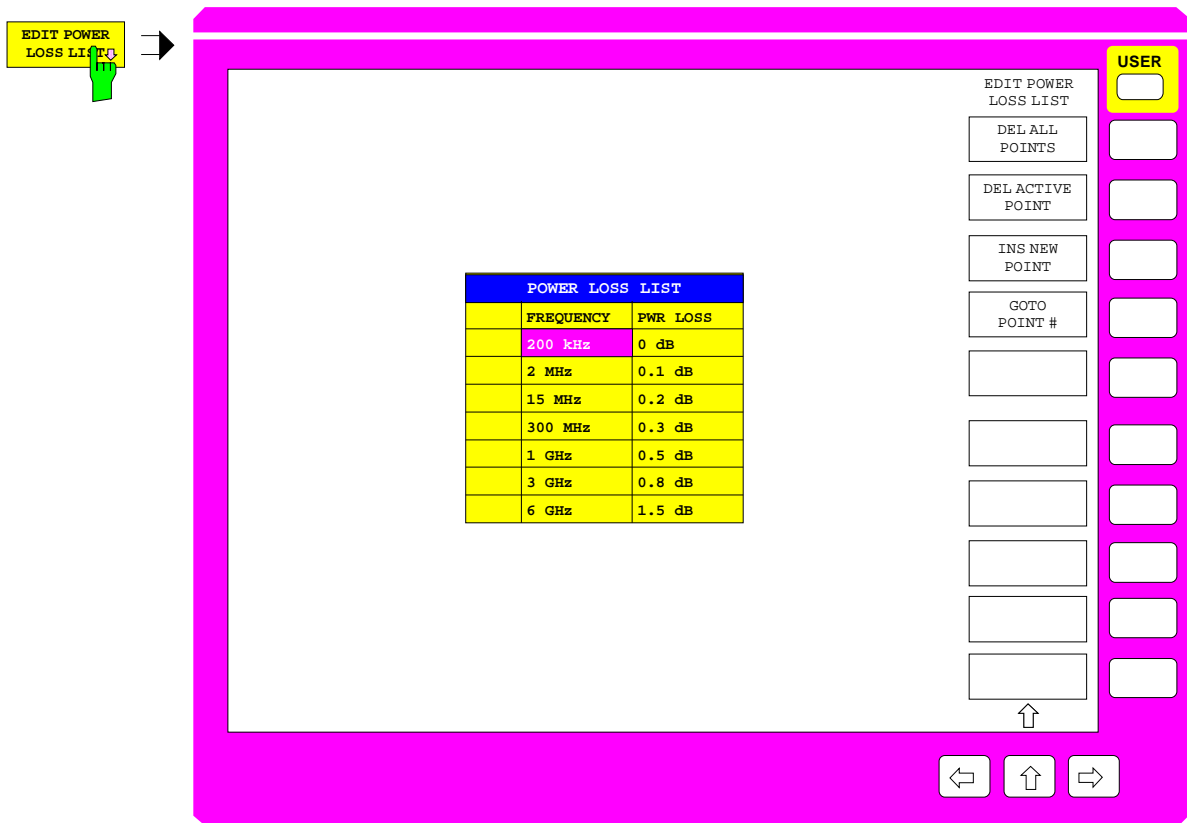 EDIT POWER
LOSS LIST
USER
EDIT POWER
LOSS LIST
DEL ALL
POINTS
DEL ACTIVE
POINT
INS NEW
POINT
GOTO
POINT #
POWER LOSS LIST
FREQUENCY PWR LOSS
200 kHz 0 dB
2 MHz 0.1 dB
15 MHz 0.2 dB
300 MHz 0.3 dB
1 GHz 0.5 dB
3 GHz 0.8 dB
6 GHz 1.5 dB